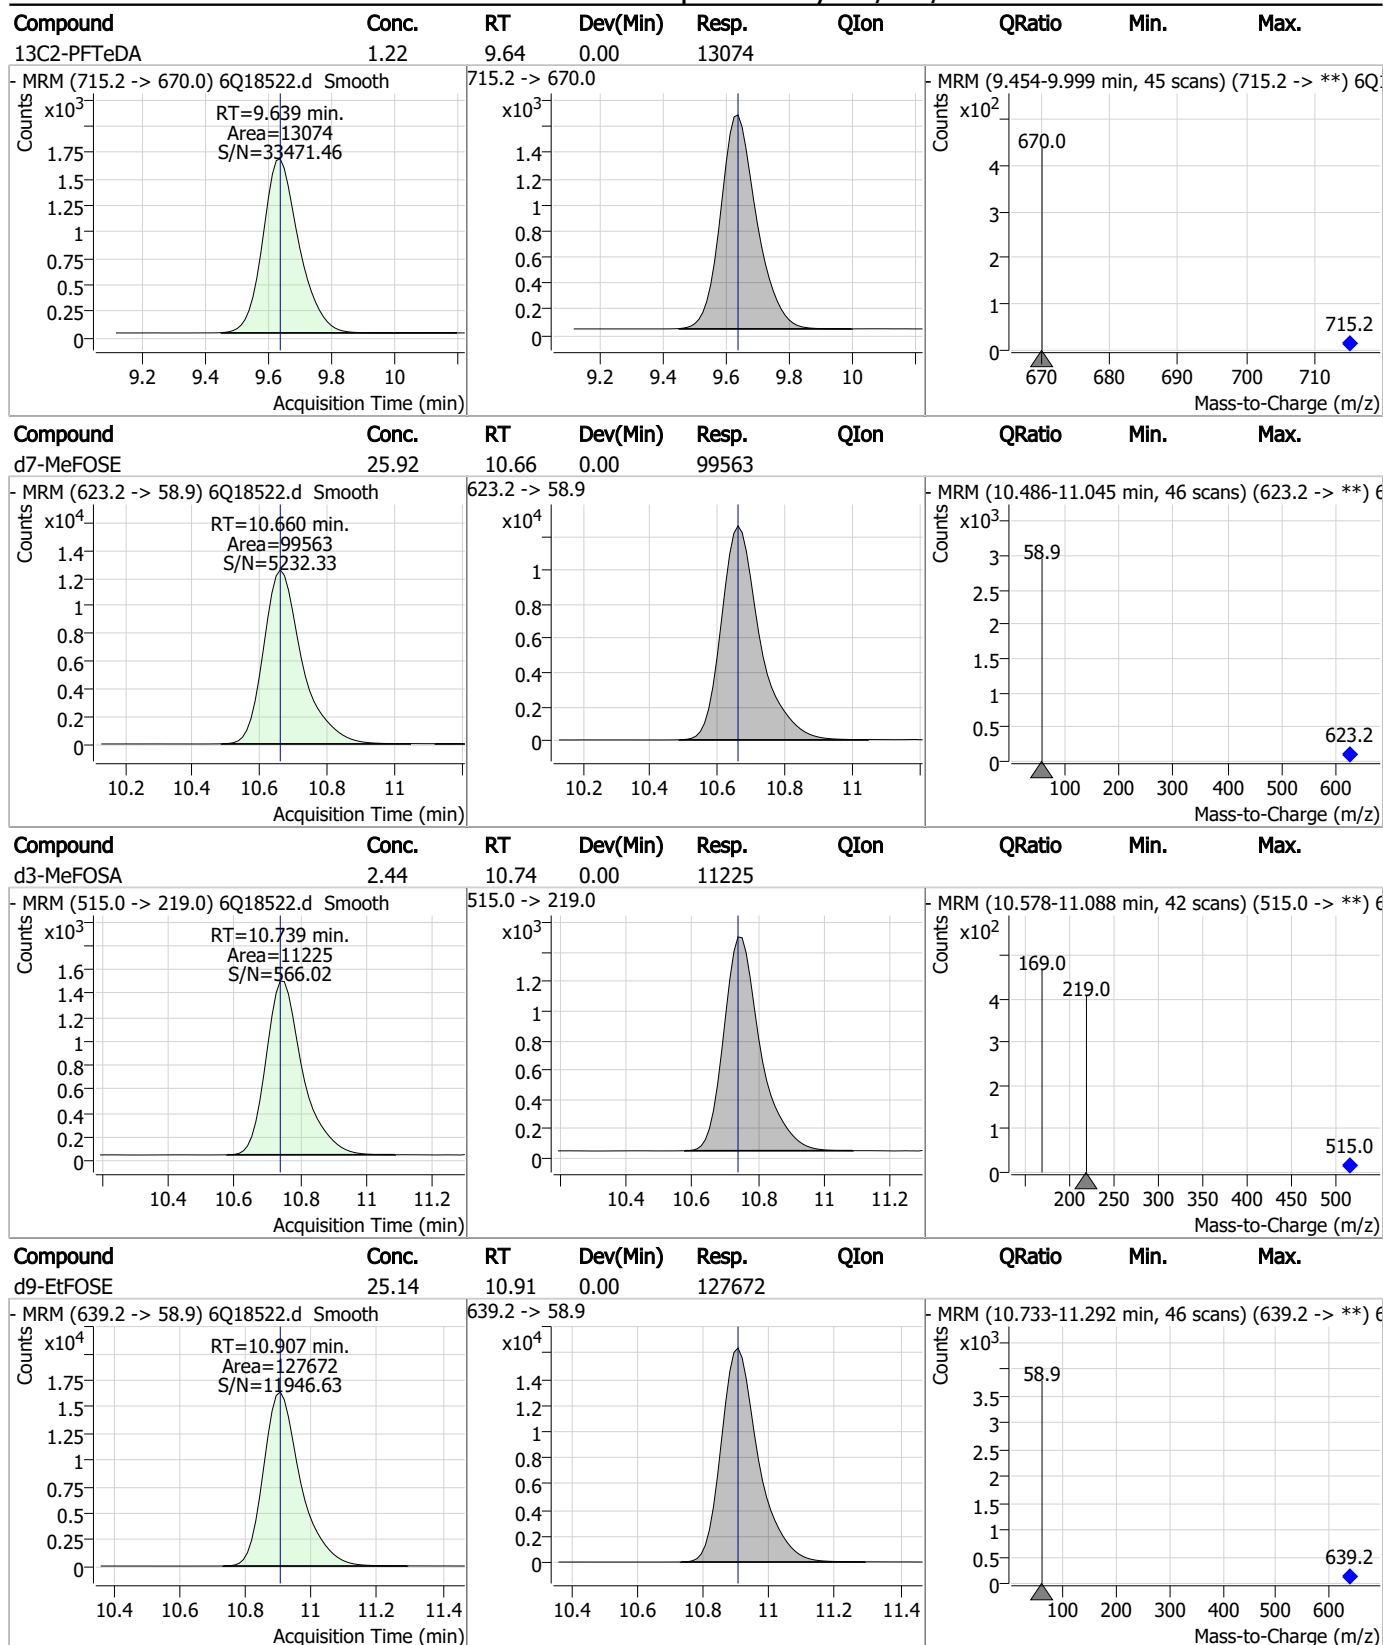 Compound Conc. RT Dev(Min) Resp. QIon QRatio Min. Max.
13C2-PFTeDA 1.22 9.64 0.00 13074
- MRM (715.2 -> 670.0) 6Q18522.d Smooth
Counts
x10³
RT=9.639 min.
Area=13074
S/N=33471.46
1.75
1.5
1.25
1
0.75
0.5
0.25
0
9.2 9.4 9.6 9.8 10
Acquisition Time (min)
715.2 -> 670.0
x10³
1.4
1.2
1
0.8
0.6
0.4
0.2
0
9.2 9.4 9.6 9.8 10
- MRM (9.454-9.999 min, 45 scans) (715.2 -> **) 6Q
Counts
x10²
670.0
4
3
2
1
0
715.2
670 680 690 700 710
Mass-to-Charge (m/z)
Compound Conc. RT Dev(Min) Resp. QIon QRatio Min. Max.
d7-MeFOSE 25.92 10.66 0.00 99563
- MRM (623.2 -> 58.9) 6Q18522.d Smooth
Counts
x10⁴
RT=10.660 min.
Area=99563
S/N=5232.33
1.4
1.2
1
0.8
0.6
0.4
0.2
0
10.2 10.4 10.6 10.8 11
Acquisition Time (min)
623.2 -> 58.9
x10⁴
1
0.8
0.6
0.4
0.2
0
10.2 10.4 10.6 10.8 11
- MRM (10.486-11.045 min, 46 scans) (623.2 -> **) 6
Counts
x10³
58.9
3
2.5
2
1.5
1
0.5
0
623.2
100 200 300 400 500 600
Mass-to-Charge (m/z)
Compound Conc. RT Dev(Min) Resp. QIon QRatio Min. Max.
d3-MeFOSA 2.44 10.74 0.00 11225
- MRM (515.0 -> 219.0) 6Q18522.d Smooth
Counts
x10³
RT=10.739 min.
Area=11225
S/N=566.02
1.6
1.4
1.2
1
0.8
0.6
0.4
0.2
0
10.4 10.6 10.8 11 11.2
Acquisition Time (min)
515.0 -> 219.0
x10³
1.2
1
0.8
0.6
0.4
0.2
0
10.4 10.6 10.8 11 11.2
- MRM (10.578-11.088 min, 42 scans) (515.0 -> **) 6
Counts
x10²
169.0
219.0
4
3
2
1
0
515.0
200 250 300 350 400 450 500
Mass-to-Charge (m/z)
Compound Conc. RT Dev(Min) Resp. QIon QRatio Min. Max.
d9-EtFOSE 25.14 10.91 0.00 127672
- MRM (639.2 -> 58.9) 6Q18522.d Smooth
Counts
x10⁴
RT=10.907 min.
Area=127672
S/N=11946.63
1.75
1.5
1.25
1
0.75
0.5
0.25
0
10.4 10.6 10.8 11 11.2 11.4
Acquisition Time (min)
639.2 -> 58.9
x10⁴
1.4
1.2
1
0.8
0.6
0.4
0.2
0
10.4 10.6 10.8 11 11.2 11.4
- MRM (10.733-11.292 min, 46 scans) (639.2 -> **) 6
Counts
x10³
58.9
3.5
3
2.5
2
1.5
1
0.5
0
639.2
100 200 300 400 500 600
Mass-to-Charge (m/z)